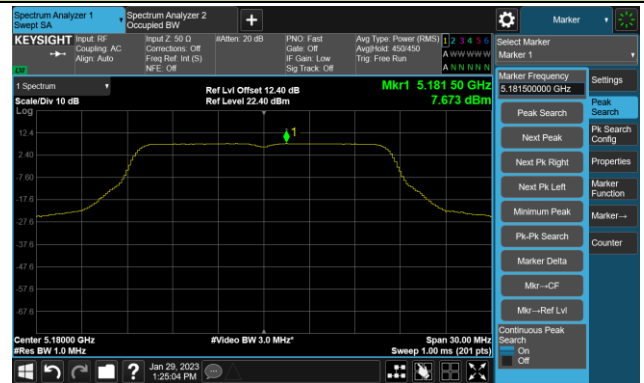 Spectrum Analyzer 1
Swept SA
Spectrum Analyzer 2
Occupied BW
Marker
KEYSIGHT
Input: RF
Coupling: AC
Align: Auto
Input Z: 50 Ω
Corrections: Off
Freq Ref: Int (S)
NFE: Off
#Atten: 20 dB
PNO: Fast
Gate: Off
IF Gain: Low
Sig Track: Off
Avg Type: Power (RMS)
Avg|Hold: 450/450
Trig: Free Run
1 2 3 4 5 6
A W W W W W
A N N N N N
Select Marker
Marker 1
1 Spectrum
Scale/Div 10 dB
Log
Ref Lvl Offset 12.40 dB
Ref Level 22.40 dBm
Mkr1 5.181 50 GHz
7.673 dBm
1
12.4
2.40
-7.60
-17.6
-27.6
-37.6
-47.6
-57.6
-67.6
Center 5.18000 GHz
#Res BW 1.0 MHz
#Video BW 3.0 MHz*
Span 30.00 MHz
Sweep 1.00 ms (201 pts)
Marker Frequency
5.181500000 GHz
Peak Search
Next Peak
Next Pk Right
Next Pk Left
Minimum Peak
Pk-Pk Search
Marker Delta
Mkr→CF
Mkr→Ref Lvl
Continuous Peak
Search
On
Off
Settings
Peak
Search
Pk Search
Config
Properties
Marker
Function
Marker→
Counter
?
Jan 29, 2023
1:25:04 PM